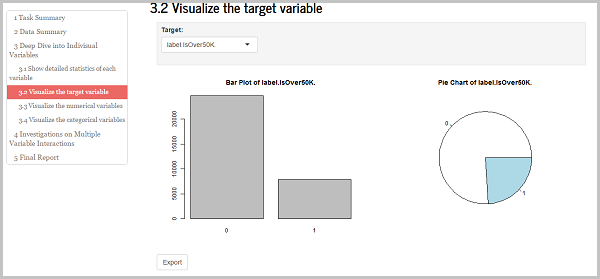 1 Task Summary
2 Data Summary
3 Deep Dive into Indivisual
Variables
3.1 Show detailed statistics of each
variable
3.2 Visualize the target variable
3.3 Visualize the numerical variables
3.4 Visualize the categorical variables
4 Investigations on Multiple
Variable Interactions
5 Final Report
3.2 Visualize the target variable
Target:
label.IsOver50K.
Bar Plot of label.IsOver50K.
20000
15000
10000
5000
0
0
1
Pie Chart of label.IsOver50K.
0
1
Export